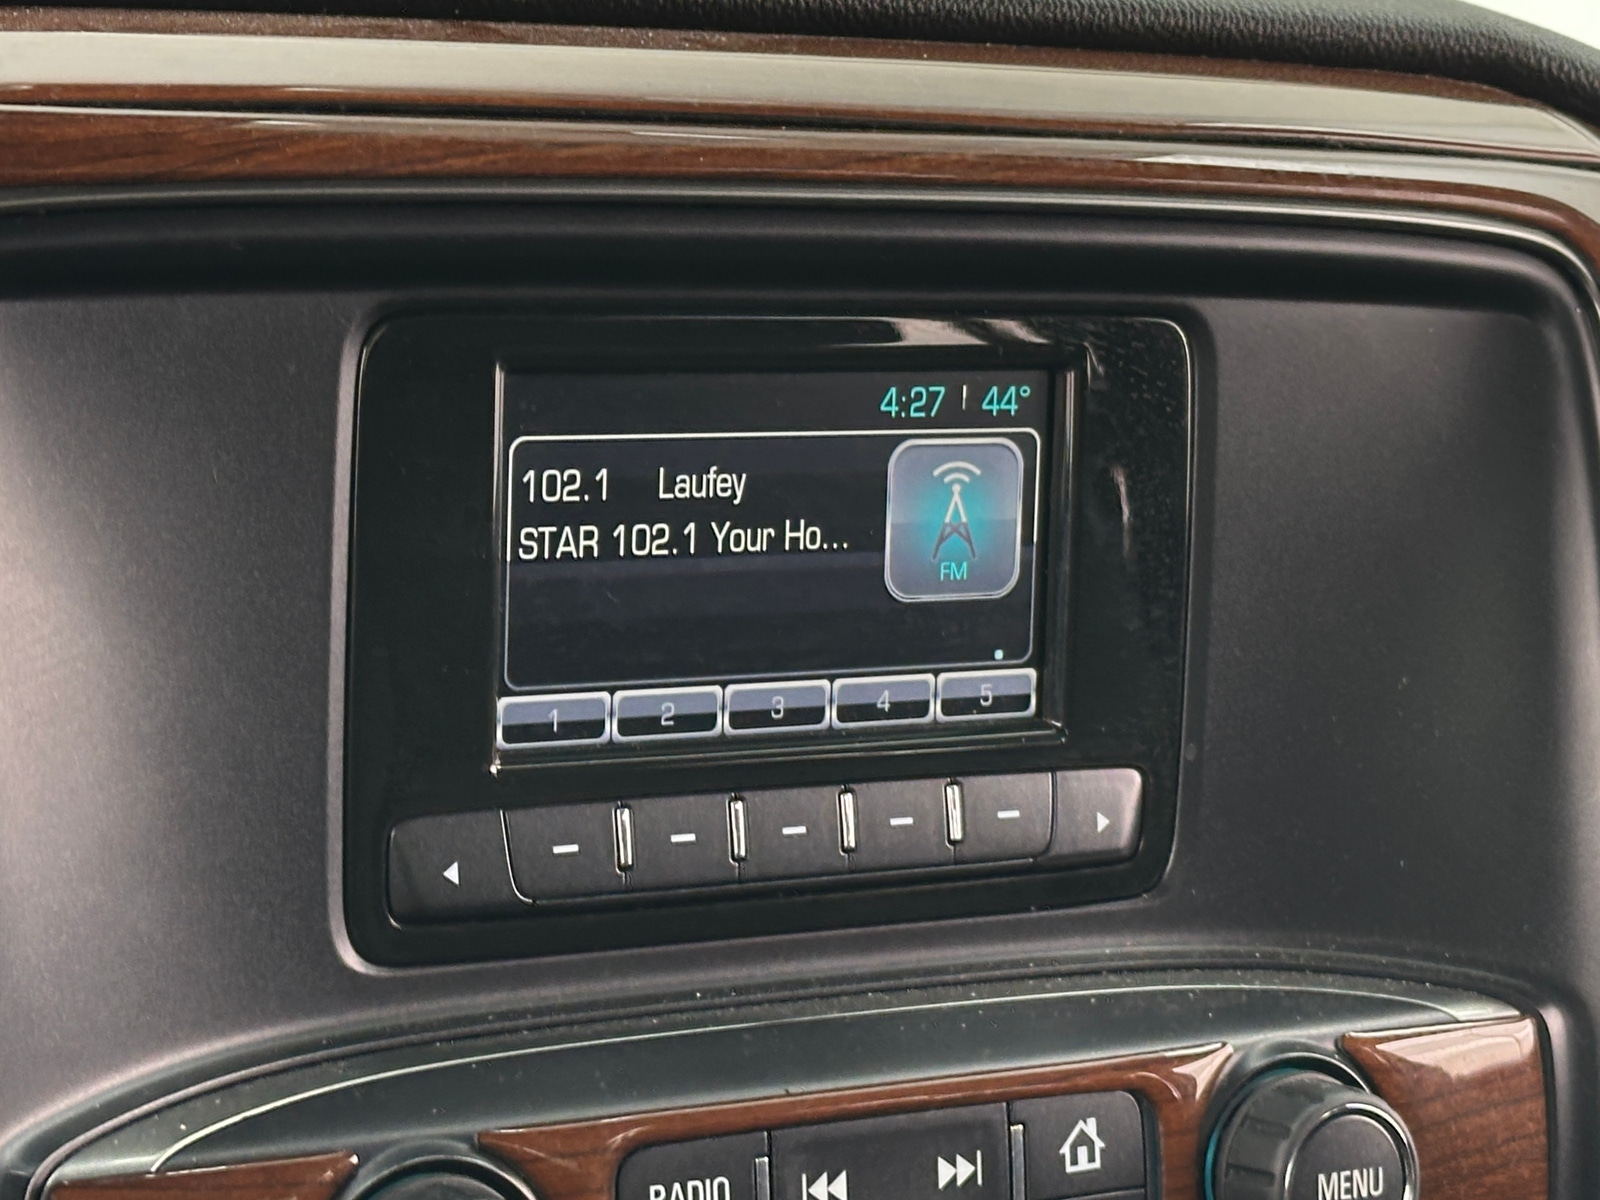 4:27 44°
102.1 Laufey
STAR 102.1 Your Ho...
FM
1 2 3 4 5
RADIO
MENU